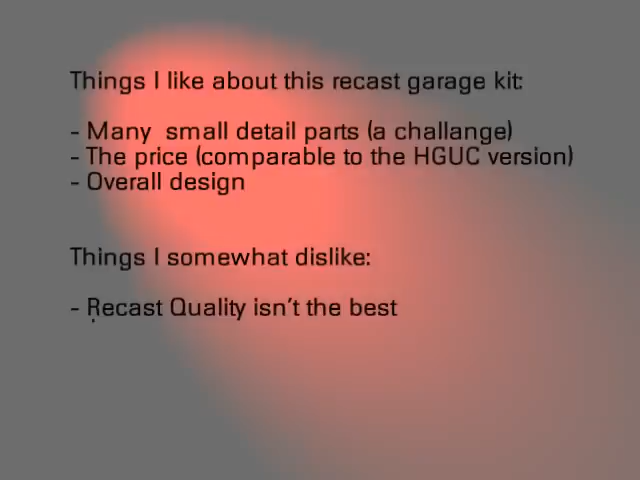 Things I like about this recast garage kit:
- Many  small detail parts (a challange)
- The price (comparable to the HGUC version)
- Overall design
Things I somewhat dislike:
- Recast Quality isn't the best